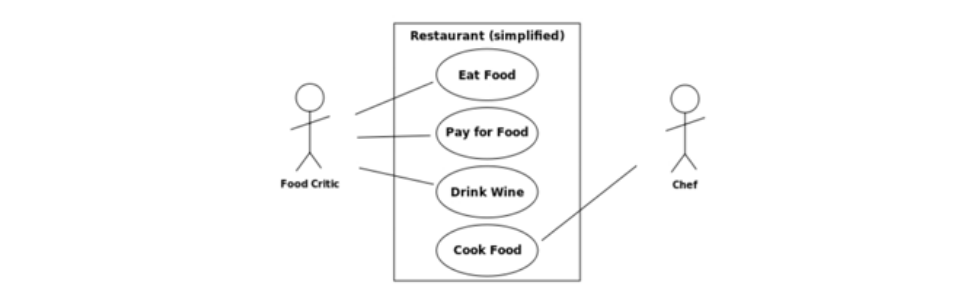 Restaurant (simplified)
Eat Food
Pay for Food
Drink Wine
Cook Food
Food Critic
Chef